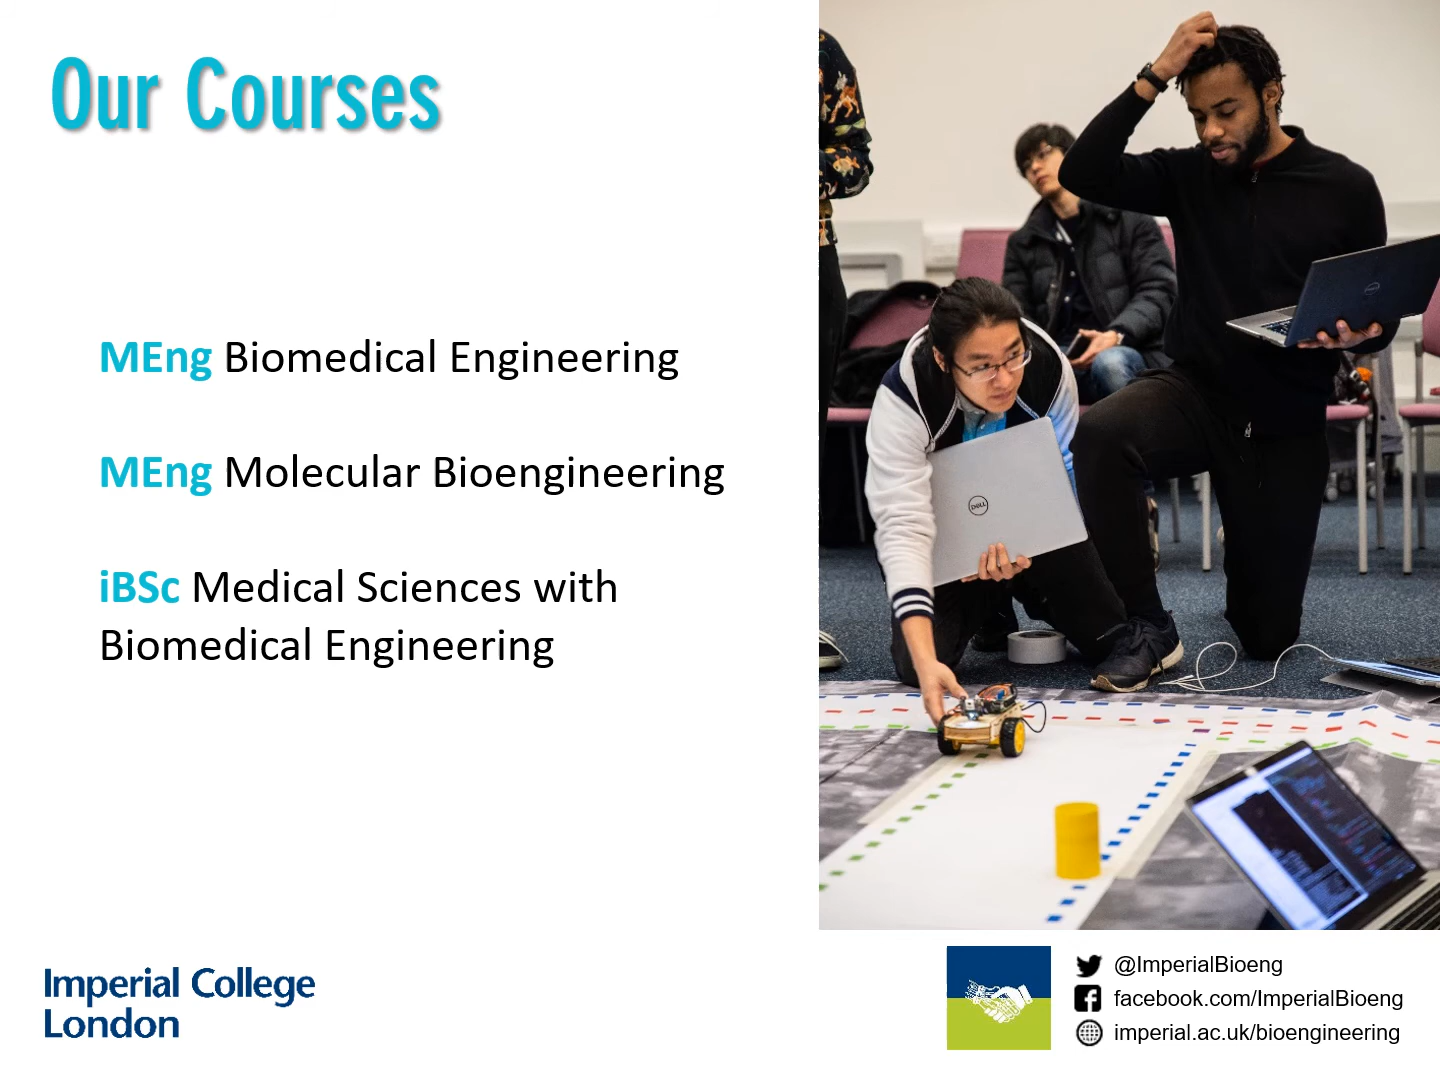 Our Courses
MEng Biomedical Engineering
MEng Molecular Bioengineering
iBSc Medical Sciences with
Biomedical Engineering
DELL
Imperial College
London
@ImperialBioeng
facebook.com/ImperialBioeng
imperial.ac.uk/bioengineering